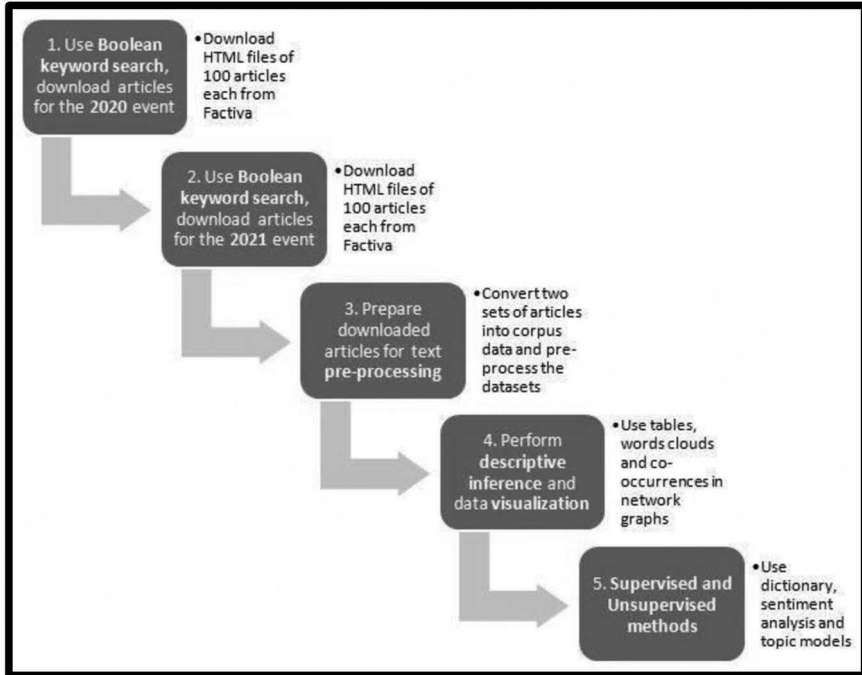 1. Use Boolean
keyword search,
download articles
for the 2020 event
•Download
HTML files of
100 articles
each from
Factiva
2. Use Boolean
keyword search,
download articles
for the 2021 event
•Download
HTML files of
100 articles
each from
Factiva
3. Prepare
downloaded
articles for text
pre-processing
•Convert two
sets of articles
into corpus
data and pre-
process the
datasets
4. Perform
descriptive
inference and
data visualization
•Use tables,
words clouds
and co-
occurrences in
network
graphs
5. Supervised and
Unsupervised
methods
•Use
dictionary,
sentiment
analysis and
topic models